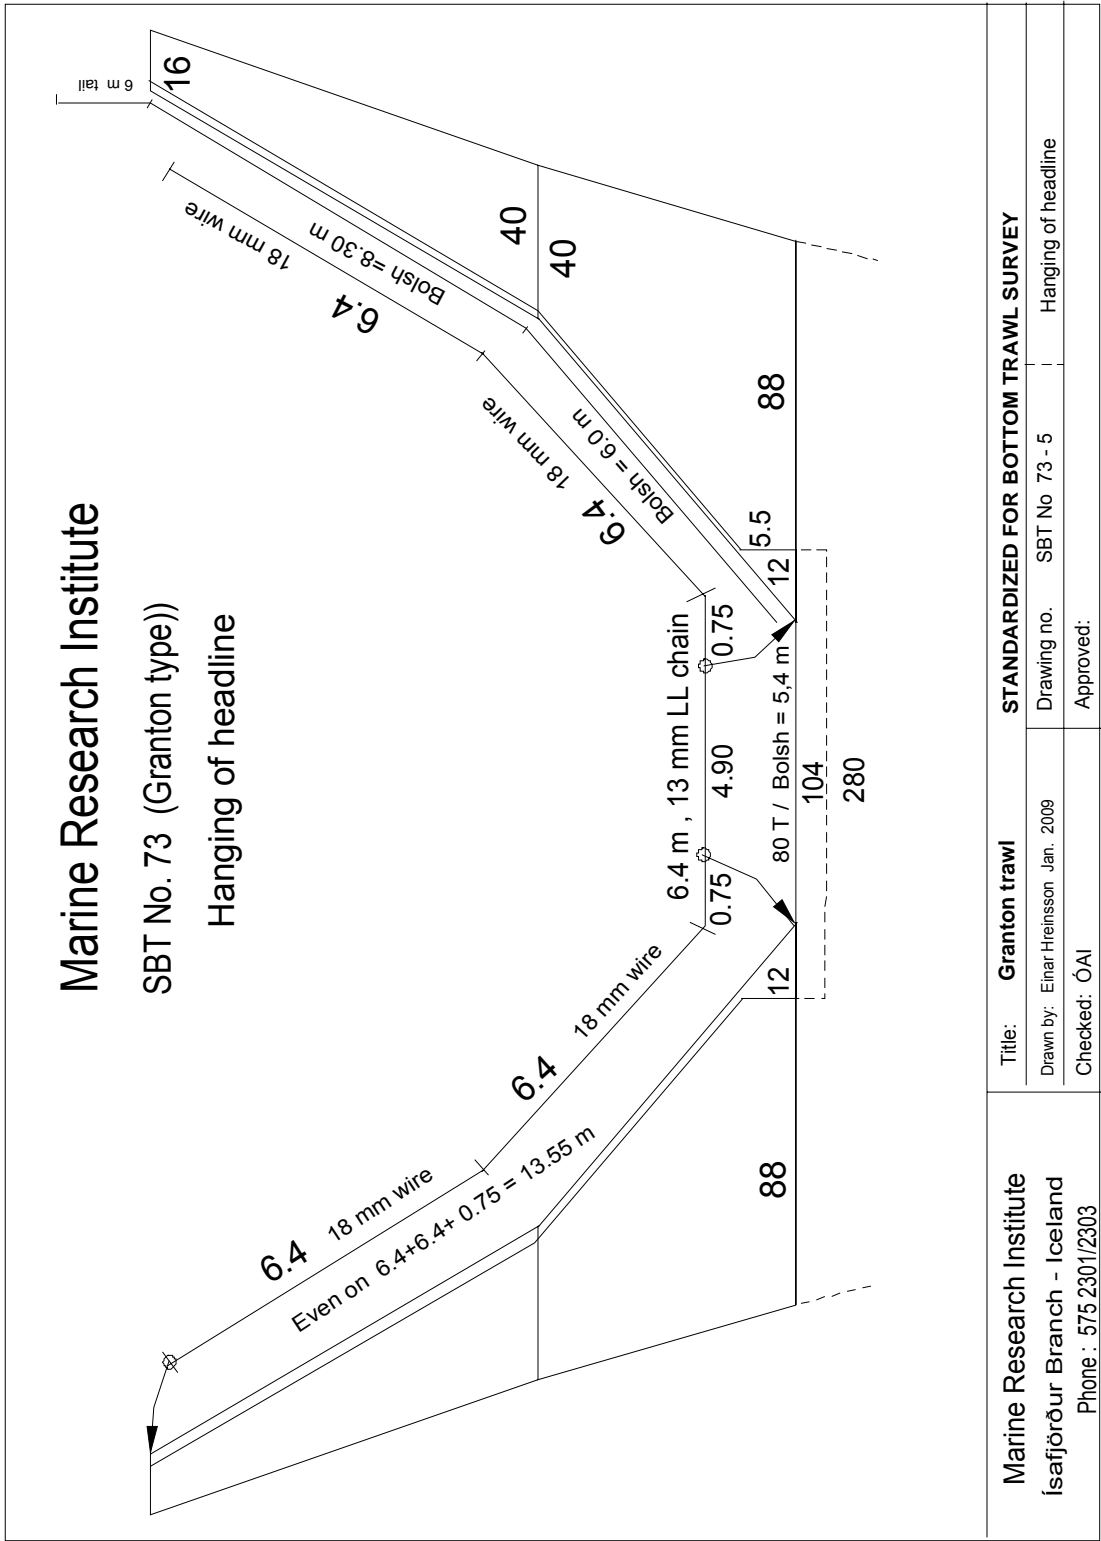 Marine Research Institute
SBT No. 73 (Granton type))
Hanging of headline
6 m tail
16
18 mm wire
6.4
Bolsh =8.30 m
40
40
18 mm wire
6.4
Bolsh = 6.0 m
88
5.5
12
6.4 m , 13 mm LL chain
0.75
4.90
0.75
80 T / Bolsh = 5,4 m
104
280
12
6.4 18 mm wire
6.4 18 mm wire
Even on 6.4+6.4+ 0.75 = 13.55 m
88
Marine Research Institute
Ísafjörður Branch - Iceland
Phone : 575 2301/2303
Title: Granton trawl
Drawn by: Einar Hreinsson Jan. 2009
Checked: ÓAI
STANDARDIZED FOR BOTTOM TRAWL SURVEY
Drawing no. SBT No 73 - 5
Hanging of headline
Approved: